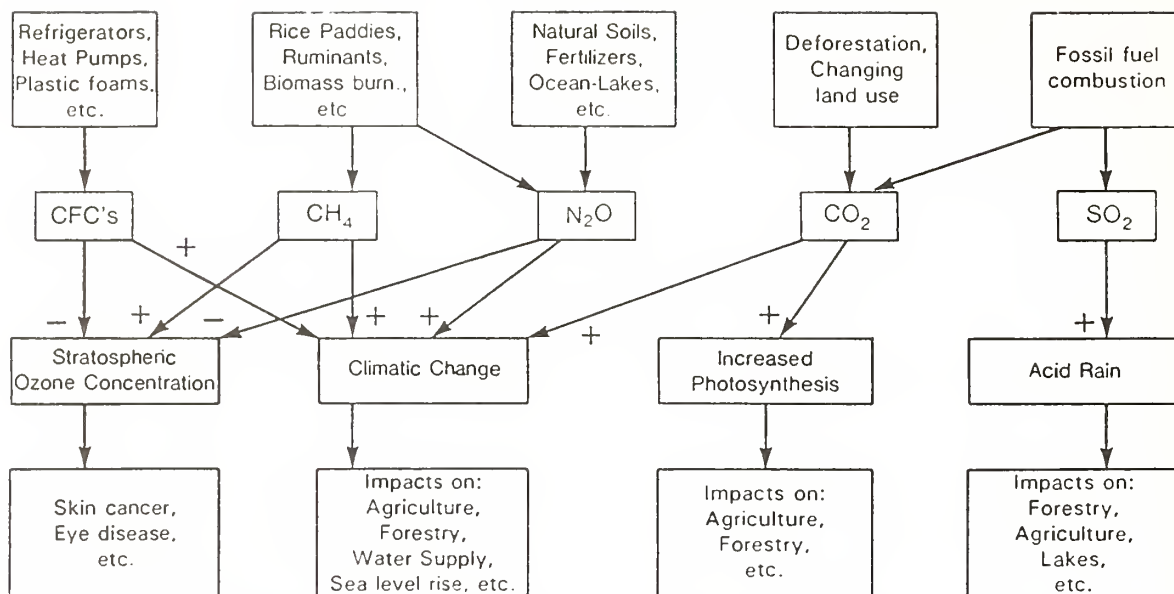 Refrigerators,
Heat Pumps,
Plastic foams,
etc.
Rice Paddies,
Ruminants,
Biomass burn.,
etc
Natural Soils,
Fertilizers,
Ocean-Lakes,
etc.
Deforestation,
Changing
land use
Fossil fuel
combustion
CFC's
CH₄
N₂O
CO₂
SO₂
+
− + − + + + + +
Stratospheric
Ozone Concentration
Climatic Change
Increased
Photosynthesis
Acid Rain
Skin cancer,
Eye disease,
etc.
Impacts on:
Agriculture,
Forestry,
Water Supply,
Sea level rise, etc.
Impacts on:
Agriculture,
Forestry,
etc.
Impacts on:
Forestry,
Agriculture,
Lakes,
etc.